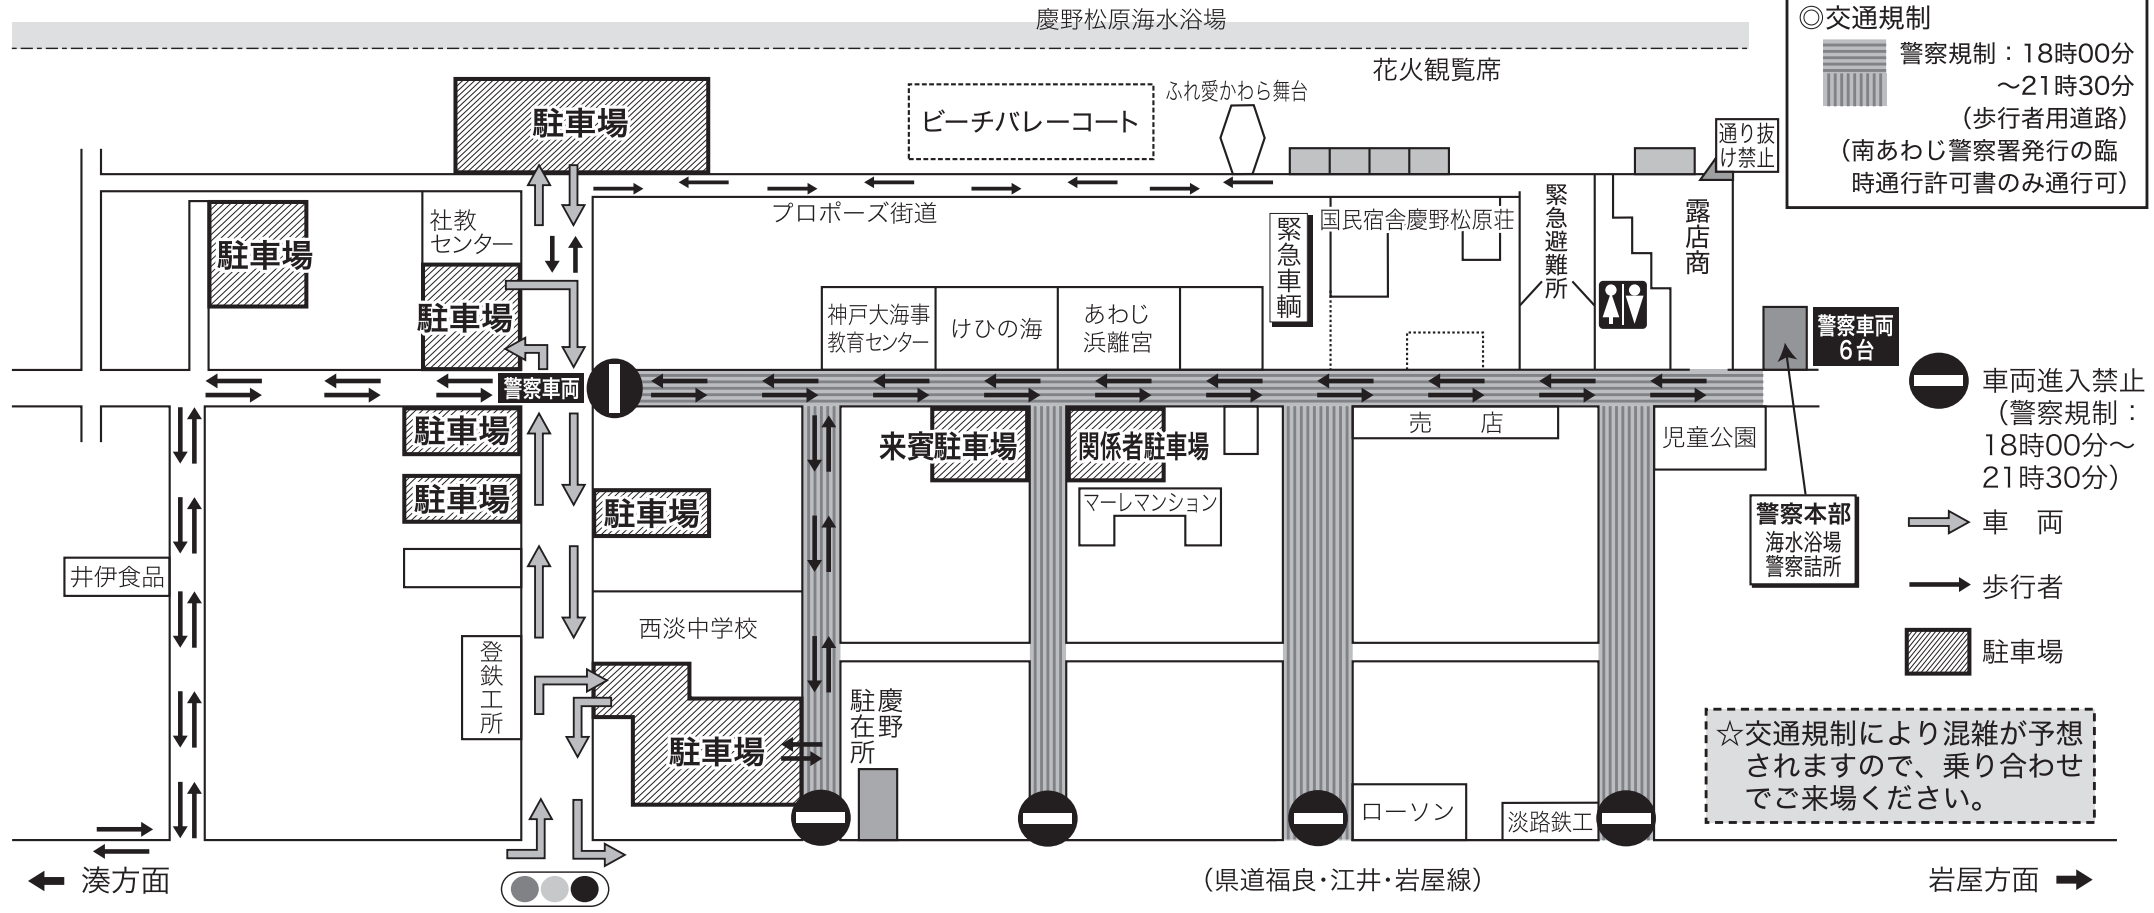 慶野松原海水浴場
◎交通規制
警察規制：18時00分
～21時30分
（歩行者用道路）
（南あわじ警察署発行の臨
時通行許可書のみ通行可）
花火観覧席
ふれ愛かわら舞台
ビーチバレーコート
駐車場
通り抜
け禁止
プロポーズ街道
社教
センター
駐車場
駐車場
緊急車輌
国民宿舎慶野松原荘
緊急避難所
露店商
神戸大海事
教育センター
けひの海
あわじ
浜離宮
警察車両
6台
警察車両
車両進入禁止
（警察規制：
18時00分～
21時30分）
駐車場
来賓駐車場
関係者駐車場
売　店
児童公園
駐車場
駐車場
マーレマンション
警察本部
海水浴場
警察詰所
車　両
歩行者
駐車場
井伊食品
西淡中学校
登鉄工所
駐車場
慶野
駐在所
☆交通規制により混雑が予想
されますので、乗り合わせ
でご来場ください。
ローソン
淡路鉄工
湊方面
（県道福良･江井･岩屋線）
岩屋方面